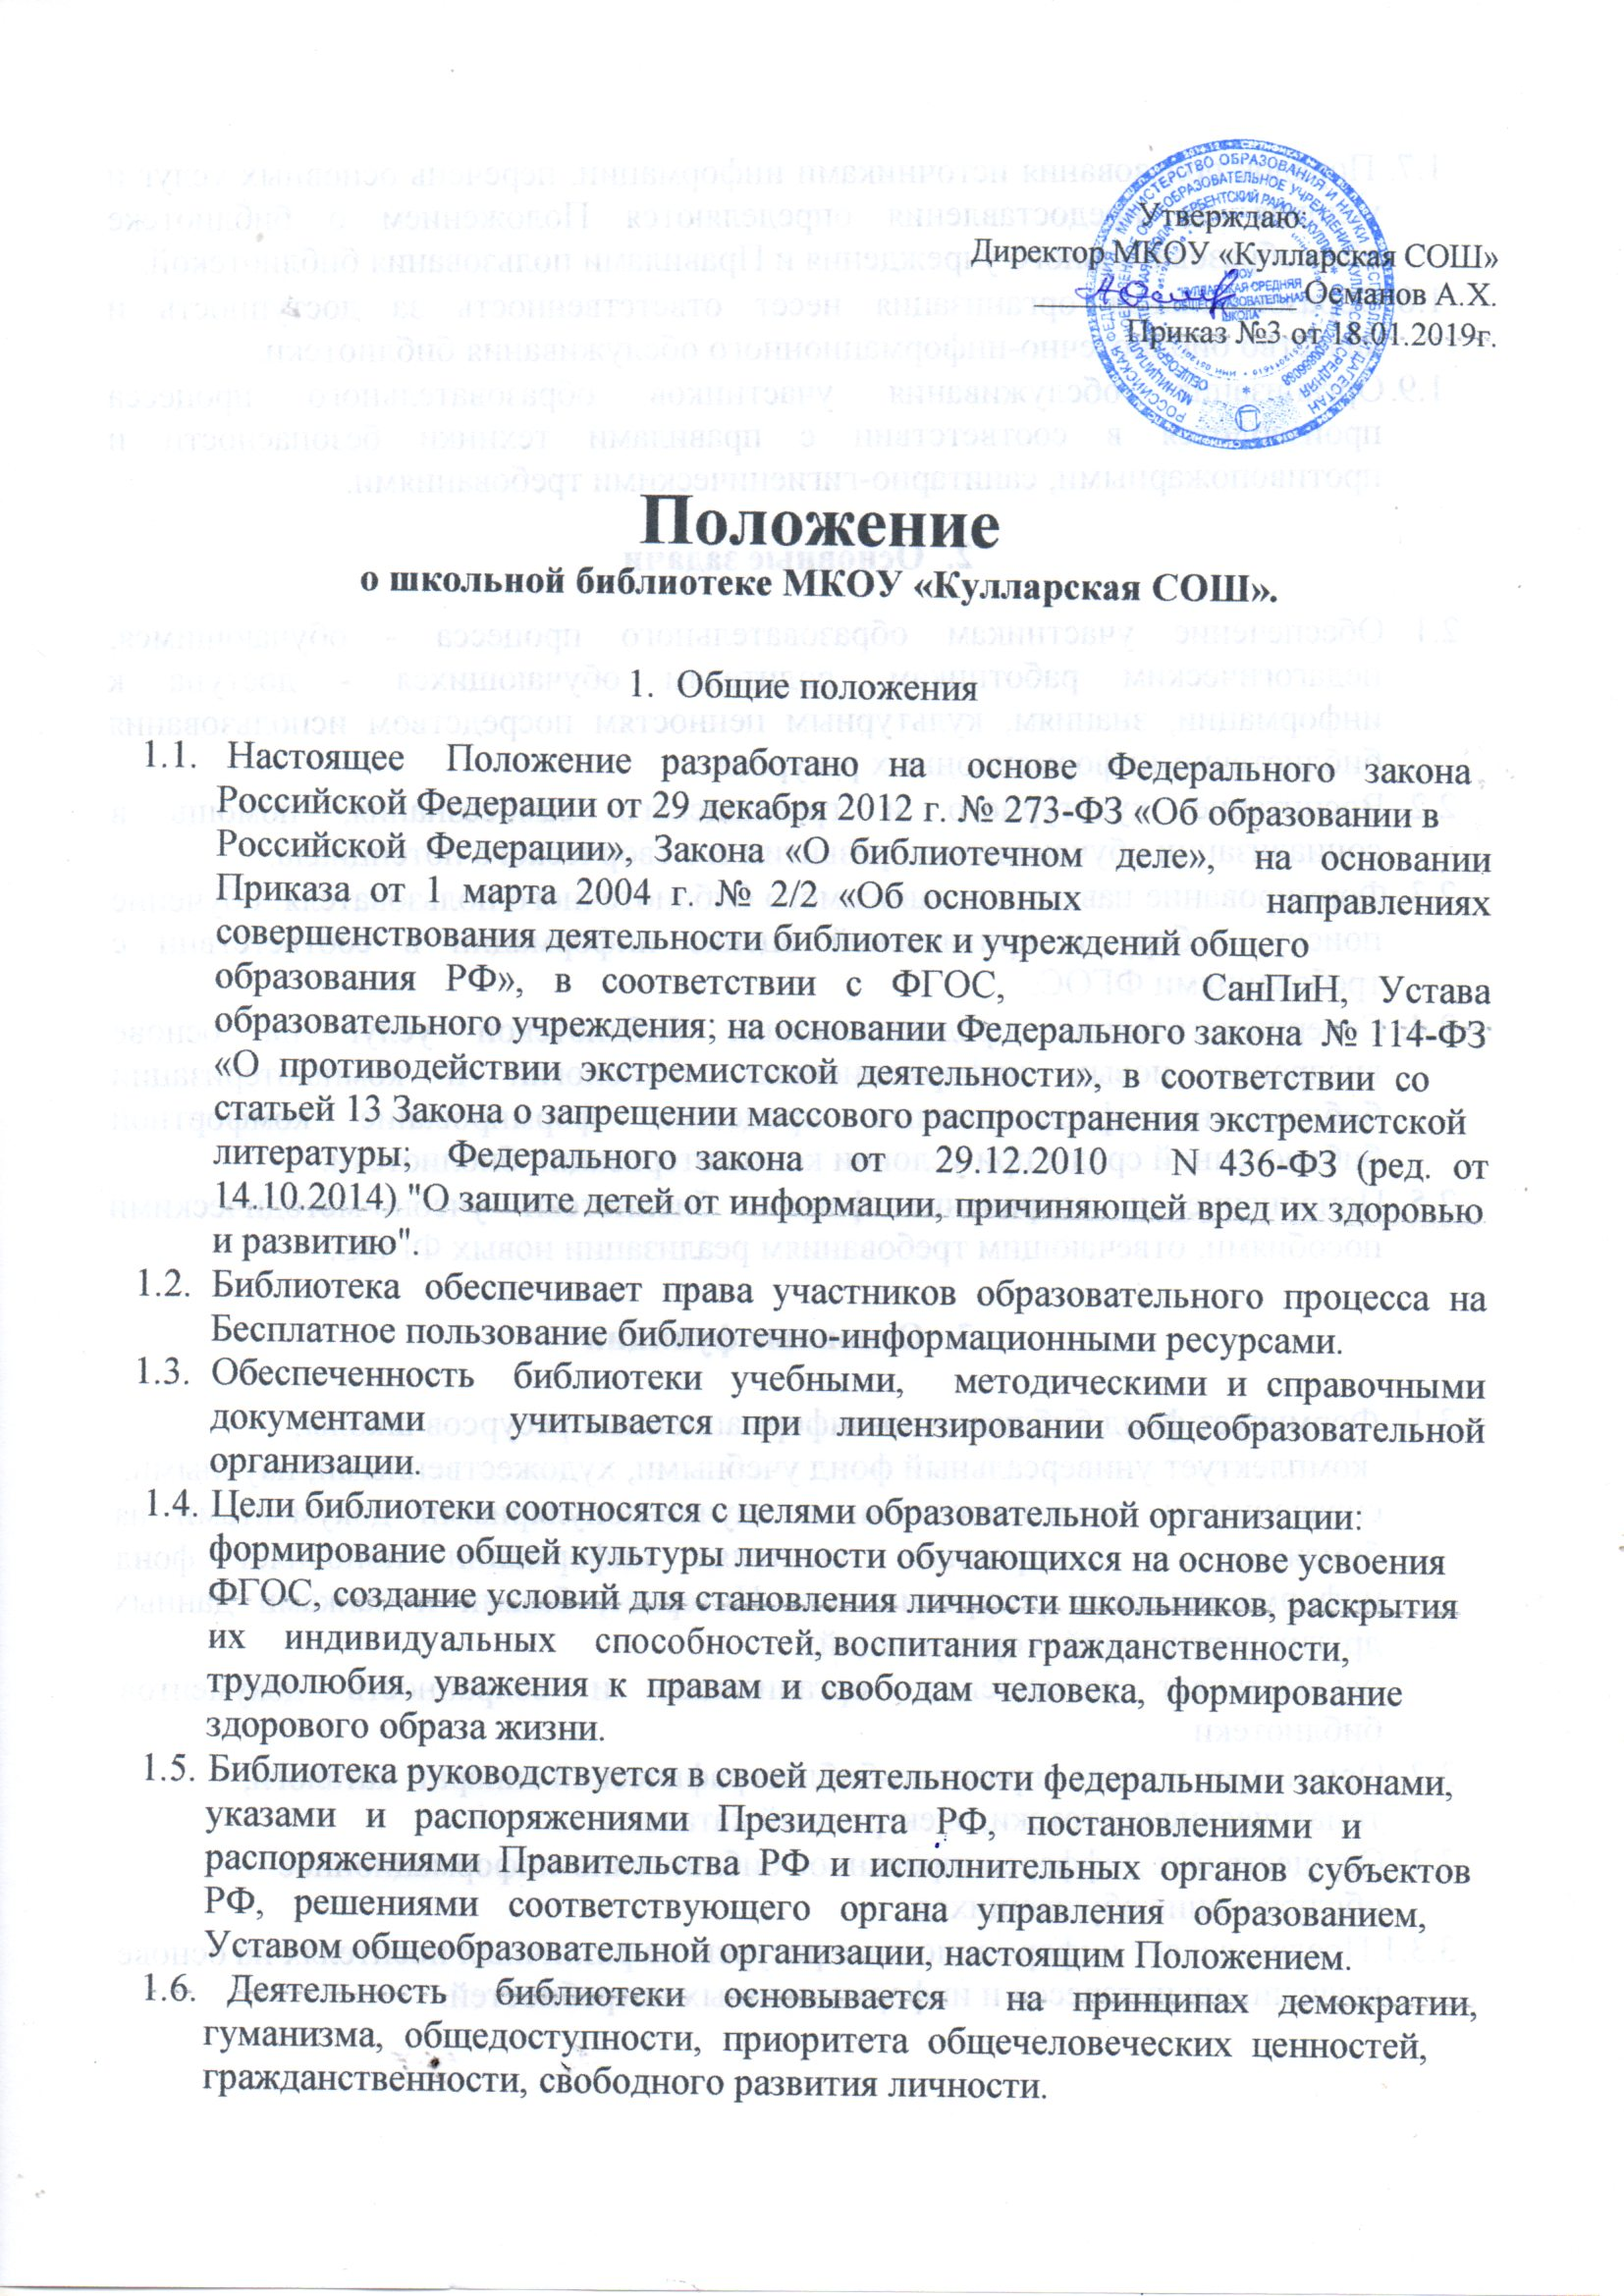 Утверждаю:
Директор МКОУ «Кулларская СОШ»
Османов А.Х.
Приказ №3 от 18.01.2019г.
Положение
о школьной библиотеке МКОУ «Кулларская СОШ».
1. Общие положения
1.1. Настоящее Положение разработано на основе Федерального закона
Российской Федерации от 29 декабря 2012 г. № 273-ФЗ «Об образовании в
Российской Федерации», Закона «О библиотечном деле», на основании
Приказа от 1 марта 2004 г. № 2/2 «Об основных направлениях
совершенствования деятельности библиотек и учреждений общего
образования РФ», в соответствии с ФГОС, СанПиН, Устава
образовательного учреждения; на основании Федерального закона № 114-ФЗ
«О противодействии экстремистской деятельности», в соответствии со
статьей 13 Закона о запрещении массового распространения экстремистской
литературы; Федерального закона от 29.12.2010 г. N 436-ФЗ (ред. от
14.10.2014) "О защите детей от информации, причиняющей вред их здоровью
и развитию".
1.2. Библиотека обеспечивает права участников образовательного процесса на
Бесплатное пользование библиотечно-информационными ресурсами.
1.3. Обеспеченность библиотеки учебными, методическими и справочными
документами учитывается при лицензировании общеобразовательной
организации.
1.4. Цели библиотеки соотносятся с целями образовательной организации:
формирование общей культуры личности обучающихся на основе усвоения
ФГОС, создание условий для становления личности школьников, раскрытия
их индивидуальных способностей, воспитания гражданственности,
трудолюбия, уважения к правам и свободам человека, формирование
здорового образа жизни.
1.5. Библиотека руководствуется в своей деятельности федеральными законами,
указами и распоряжениями Президента РФ, постановлениями и
распоряжениями Правительства РФ и исполнительных органов субъектов
РФ, решениями соответствующего органа управления образованием,
Уставом общеобразовательной организации, настоящим Положением.
1.6. Деятельность библиотеки основывается на принципах демократии,
гуманизма, общедоступности, приоритета общечеловеческих ценностей,
гражданственности, свободного развития личности.